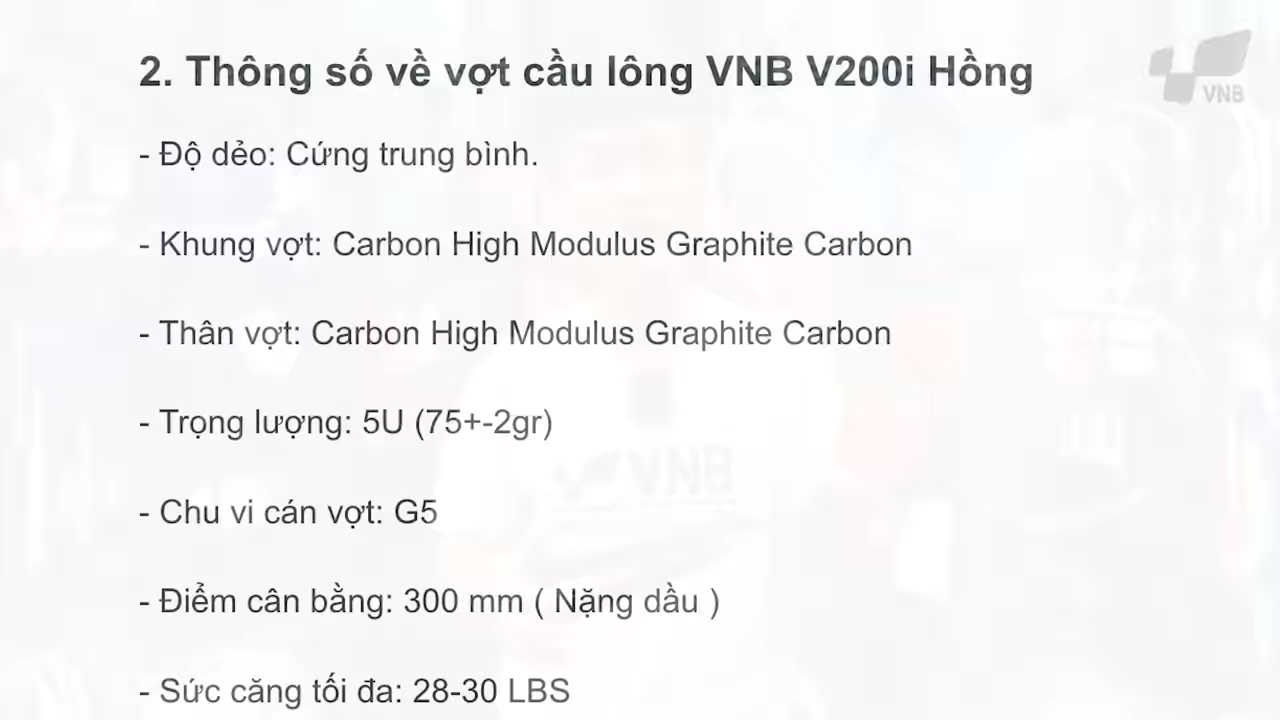 2. Thông số về vợt cầu lông VNB V200i Hồng
VNB
- Độ dẻo: Cứng trung bình.
- Khung vợt: Carbon High Modulus Graphite Carbon
- Thân vợt: Carbon High Modulus Graphite Carbon
- Trọng lượng: 5U (75+-2gr)
VNB
- Chu vi cán vợt: G5
- Điểm cân bằng: 300 mm ( Nặng dầu )
- Sức căng tối đa: 28-30 LBS